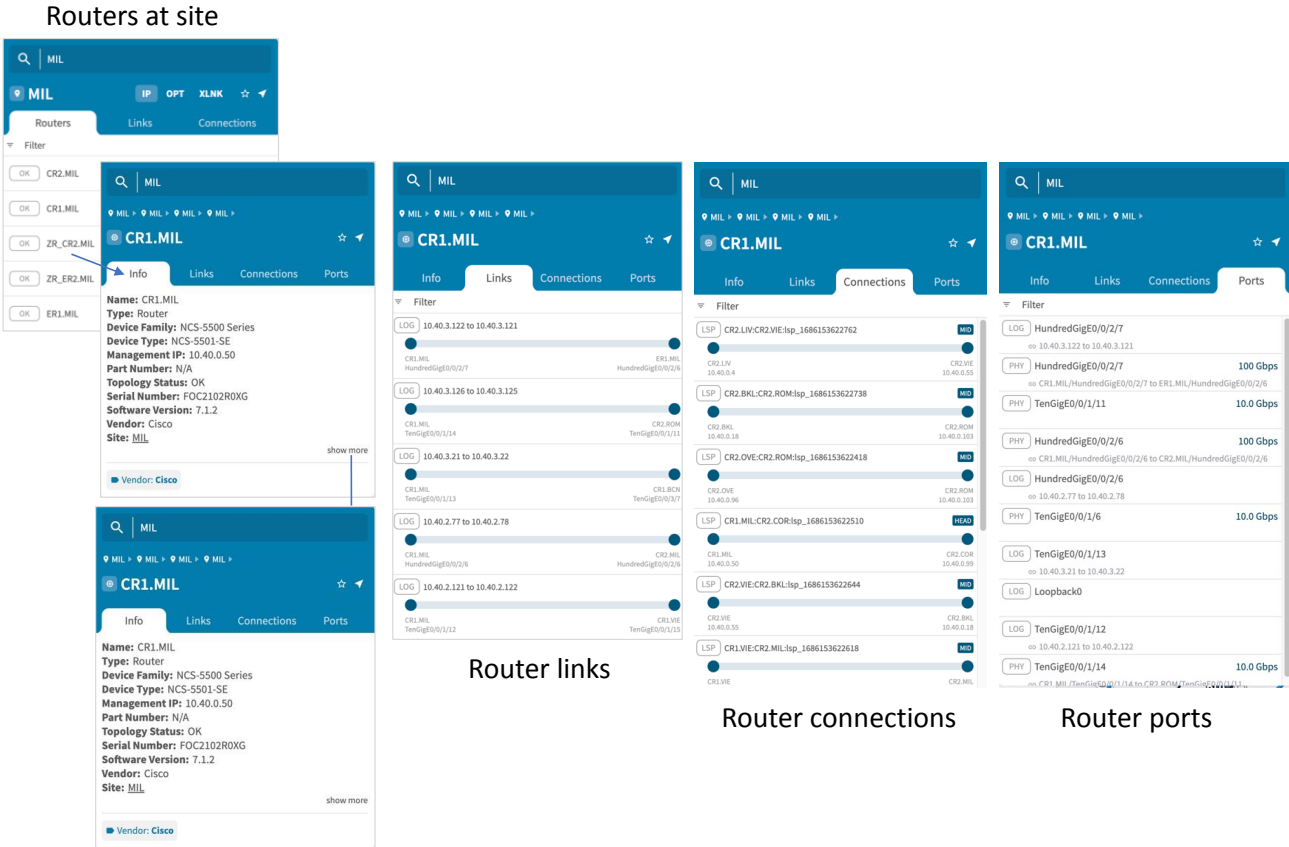 Routers at site
MIL
MIL IP OPT XLNK
Routers Links Connections
Filter
OK CR2.MIL
OK CR1.MIL
OK ZR_CR2.MIL
OK ZR_ER2.MIL
OK ER1.MIL
MIL
MIL MIL MIL MIL
CR1.MIL
Info Links Connections Ports
Name: CR1.MIL
Type: Router
Device Family: NCS-5500 Series
Device Type: NCS-5501-SE
Management IP: 10.40.0.50
Part Number: N/A
Topology Status: OK
Serial Number: FOC2102R0XG
Software Version: 7.1.2
Vendor: Cisco
Site: MIL
show more
Vendor: Cisco
MIL
MIL MIL MIL MIL
CR1.MIL
Info Links Connections Ports
Name: CR1.MIL
Type: Router
Device Family: NCS-5500 Series
Device Type: NCS-5501-SE
Management IP: 10.40.0.50
Part Number: N/A
Topology Status: OK
Serial Number: FOC2102R0XG
Software Version: 7.1.2
Vendor: Cisco
Site: MIL
show more
Vendor: Cisco
MIL
MIL MIL MIL MIL
CR1.MIL
Info Links Connections Ports
Filter
LOG 10.40.3.122 to 10.40.3.121
CR1.MIL ER1.MIL
HundredGigE0/0/2/7 HundredGigE0/0/2/6
LOG 10.40.3.126 to 10.40.3.125
CR1.MIL CR2.ROM
TenGigE0/0/1/14 TenGigE0/0/1/11
LOG 10.40.3.21 to 10.40.3.22
CR1.MIL CR1.BCN
TenGigE0/0/1/13 TenGigE0/0/3/7
LOG 10.40.2.77 to 10.40.2.78
CR1.MIL CR2.MIL
HundredGigE0/0/2/6 HundredGigE0/0/2/6
LOG 10.40.2.121 to 10.40.2.122
CR1.MIL CR1.VIE
TenGigE0/0/1/12 TenGigE0/0/1/15
Router links
MIL
MIL MIL MIL MIL
CR1.MIL
Info Links Connections Ports
Filter
LSP CR2.LIV:CR2.VIE:lsp_1686153622762 MID
CR2.LIV CR2.VIE
10.40.0.4 10.40.0.55
LSP CR2.BKL:CR2.ROM:lsp_1686153622738 MID
CR2.BKL CR2.ROM
10.40.0.18 10.40.0.103
LSP CR2.OVE:CR2.ROM:lsp_1686153622418 MID
CR2.OVE CR2.ROM
10.40.0.96 10.40.0.103
LSP CR1.MIL:CR2.COR:lsp_1686153622510 HEAD
CR1.MIL CR2.COR
10.40.0.50 10.40.0.99
LSP CR2.VIE:CR2.BKL:lsp_1686153622644 MID
CR2.VIE CR2.BKL
10.40.0.55 10.40.0.18
LSP CR1.VIE:CR2.MIL:lsp_1686153622618 MID
CR1.VIE CR2.MIL
Router connections
MIL
MIL MIL MIL MIL
CR1.MIL
Info Links Connections Ports
Filter
LOG HundredGigE0/0/2/7
10.40.3.122 to 10.40.3.121
PHY HundredGigE0/0/2/7 100 Gbps
CR1.MIL/HundredGigE0/0/2/7 to ER1.MIL/HundredGigE0/0/2/6
PHY TenGigE0/0/1/11 10.0 Gbps
PHY HundredGigE0/0/2/6 100 Gbps
CR1.MIL/HundredGigE0/0/2/6 to CR2.MIL/HundredGigE0/0/2/6
LOG HundredGigE0/0/2/6
10.40.2.77 to 10.40.2.78
PHY TenGigE0/0/1/6 10.0 Gbps
LOG TenGigE0/0/1/13
10.40.3.21 to 10.40.3.22
LOG Loopback0
LOG TenGigE0/0/1/12
10.40.2.121 to 10.40.2.122
PHY TenGigE0/0/1/14 10.0 Gbps
CR1.MIL/TenGigE0/0/1/14 to CR2.ROM/TenGigE0/0/1/11
Router ports